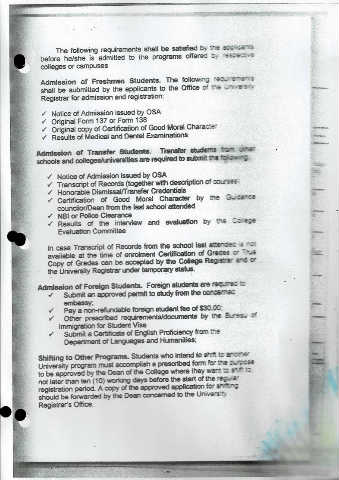 The following requirements shall be satisfied by the applicants
before he/she is admitted to the programs offered by respective
colleges or campuses
Admission of Freshmen Students. The following requirements
shall be submitted by the applicants to the Office of the University
Registrar for admission and registration:
✓ Notice of Admission issued by OSA
✓ Original Form 137 or Form 138
✓ Original copy of Certification of Good Moral Character
✓ Results of Medical and Dental Examinations
Admission of Transfer Students. Transfer students from other
schools and colleges/universities are required to submit the following:
✓ Notice of Admission issued by OSA
✓ Transcript of Records (together with description of courses)
✓ Honorable Dismissal/Transfer Credentials
✓ Certification of Good Moral Character by the Guidance
councilor/Dean from the last school attended
✓ NBI or Police Clearance
✓ Results of the interview and evaluation by the College
Evaluation Committee
In case Transcript of Records from the school last attended is not
available at the time of enrolment Certification of Grades or True
Copy of Grades can be accepted by the College Registrar and or
the University Registrar under temporary status.
Admission of Foreign Students. Foreign students are required to
✓ Submit an approved permit to study from the concerned
embassy;
✓ Pay a non-refundable foreign student fee of $30.00;
✓ Other prescribed requirements/documents by the Bureau of
Immigration for Student Visa
✓ Submit a Certificate of English Proficiency from the
Department of Languages and Humanities;
Shifting to Other Programs. Students who intend to shift to another
University program must accomplish a prescribed form for the purpose
to be approved by the Dean of the College where they want to shift to,
not later than ten (10) working days before the start of the regular
registration period. A copy of the approved application for shifting
should be forwarded by the Dean concerned to the University
Registrar's Office.